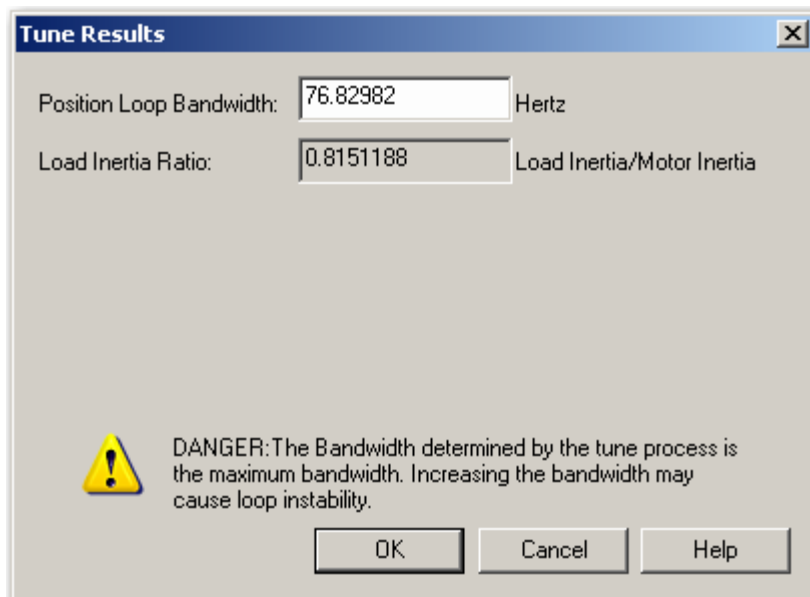 Tune Results
Position Loop Bandwidth: 76.82982 Hertz
Load Inertia Ratio: 0.8151188 Load Inertia/Motor Inertia
DANGER:The Bandwidth determined by the tune process is
the maximum bandwidth. Increasing the bandwidth may
cause loop instability.
OK Cancel Help